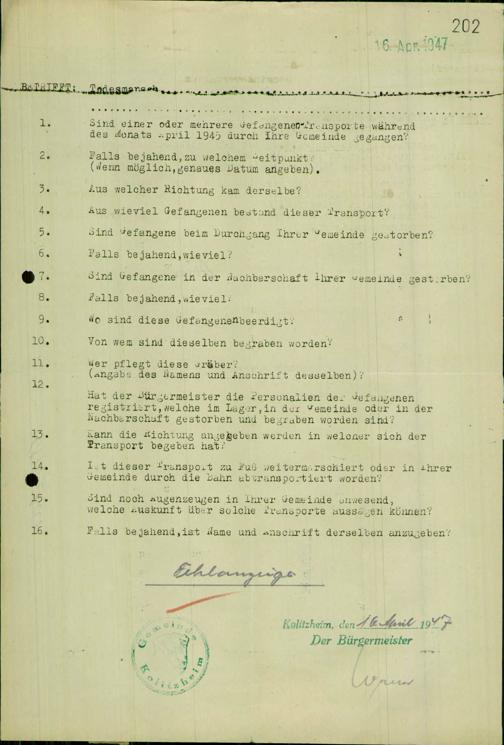 202
16. Apr. 1947
BETRIFFT: Todesmarsch
1. Sind einer oder mehrere Gefangenen-Transporte während
des Monats April 1945 durch Ihre Gemeinde gegangen?
2. Falls bejahend, zu welchem Zeitpunkt?
(Wenn möglich, genaues Datum angeben).
3. Aus welcher Richtung kam derselbe?
4. Aus wieviel Gefangenen bestand dieser Transport?
5. Sind Gefangene beim Durchgang Ihrer Gemeinde gestorben?
6. Falls bejahend, wieviel?
7. Sind Gefangene in der Nachbarschaft Ihrer Gemeinde gestorben?
8. Falls bejahend, wieviel?
9. Wo sind diese Gefangenen beerdigt?
10. Von wem sind dieselben begraben worden?
11. Wer pflegt diese Gräber?
(Angabe des Namens und Anschrift desselben)?
12.
Hat der Bürgermeister die Personalien der Gefangenen
registriert, welche im Lager, in der Gemeinde oder in der
Nachbarschaft gestorben und begraben worden sind?
13. Kann die Richtung angegeben werden in welcher sich der
Transport begeben hat?
14. Ist dieser Transport zu Fuß weitermarschiert oder in Ihrer
Gemeinde durch die Bahn abtransportiert worden?
15. Sind noch Augenzeugen in Ihrer Gemeinde anwesend,
welche Auskunft über solche Transporte aussagen können?
16. Falls bejahend, ist Name und Anschrift derselben anzugeben?
Fehlanzeige
Kolitzheim, den 16 April 1947
Der Bürgermeister
Gemeinde
Kolitzheim